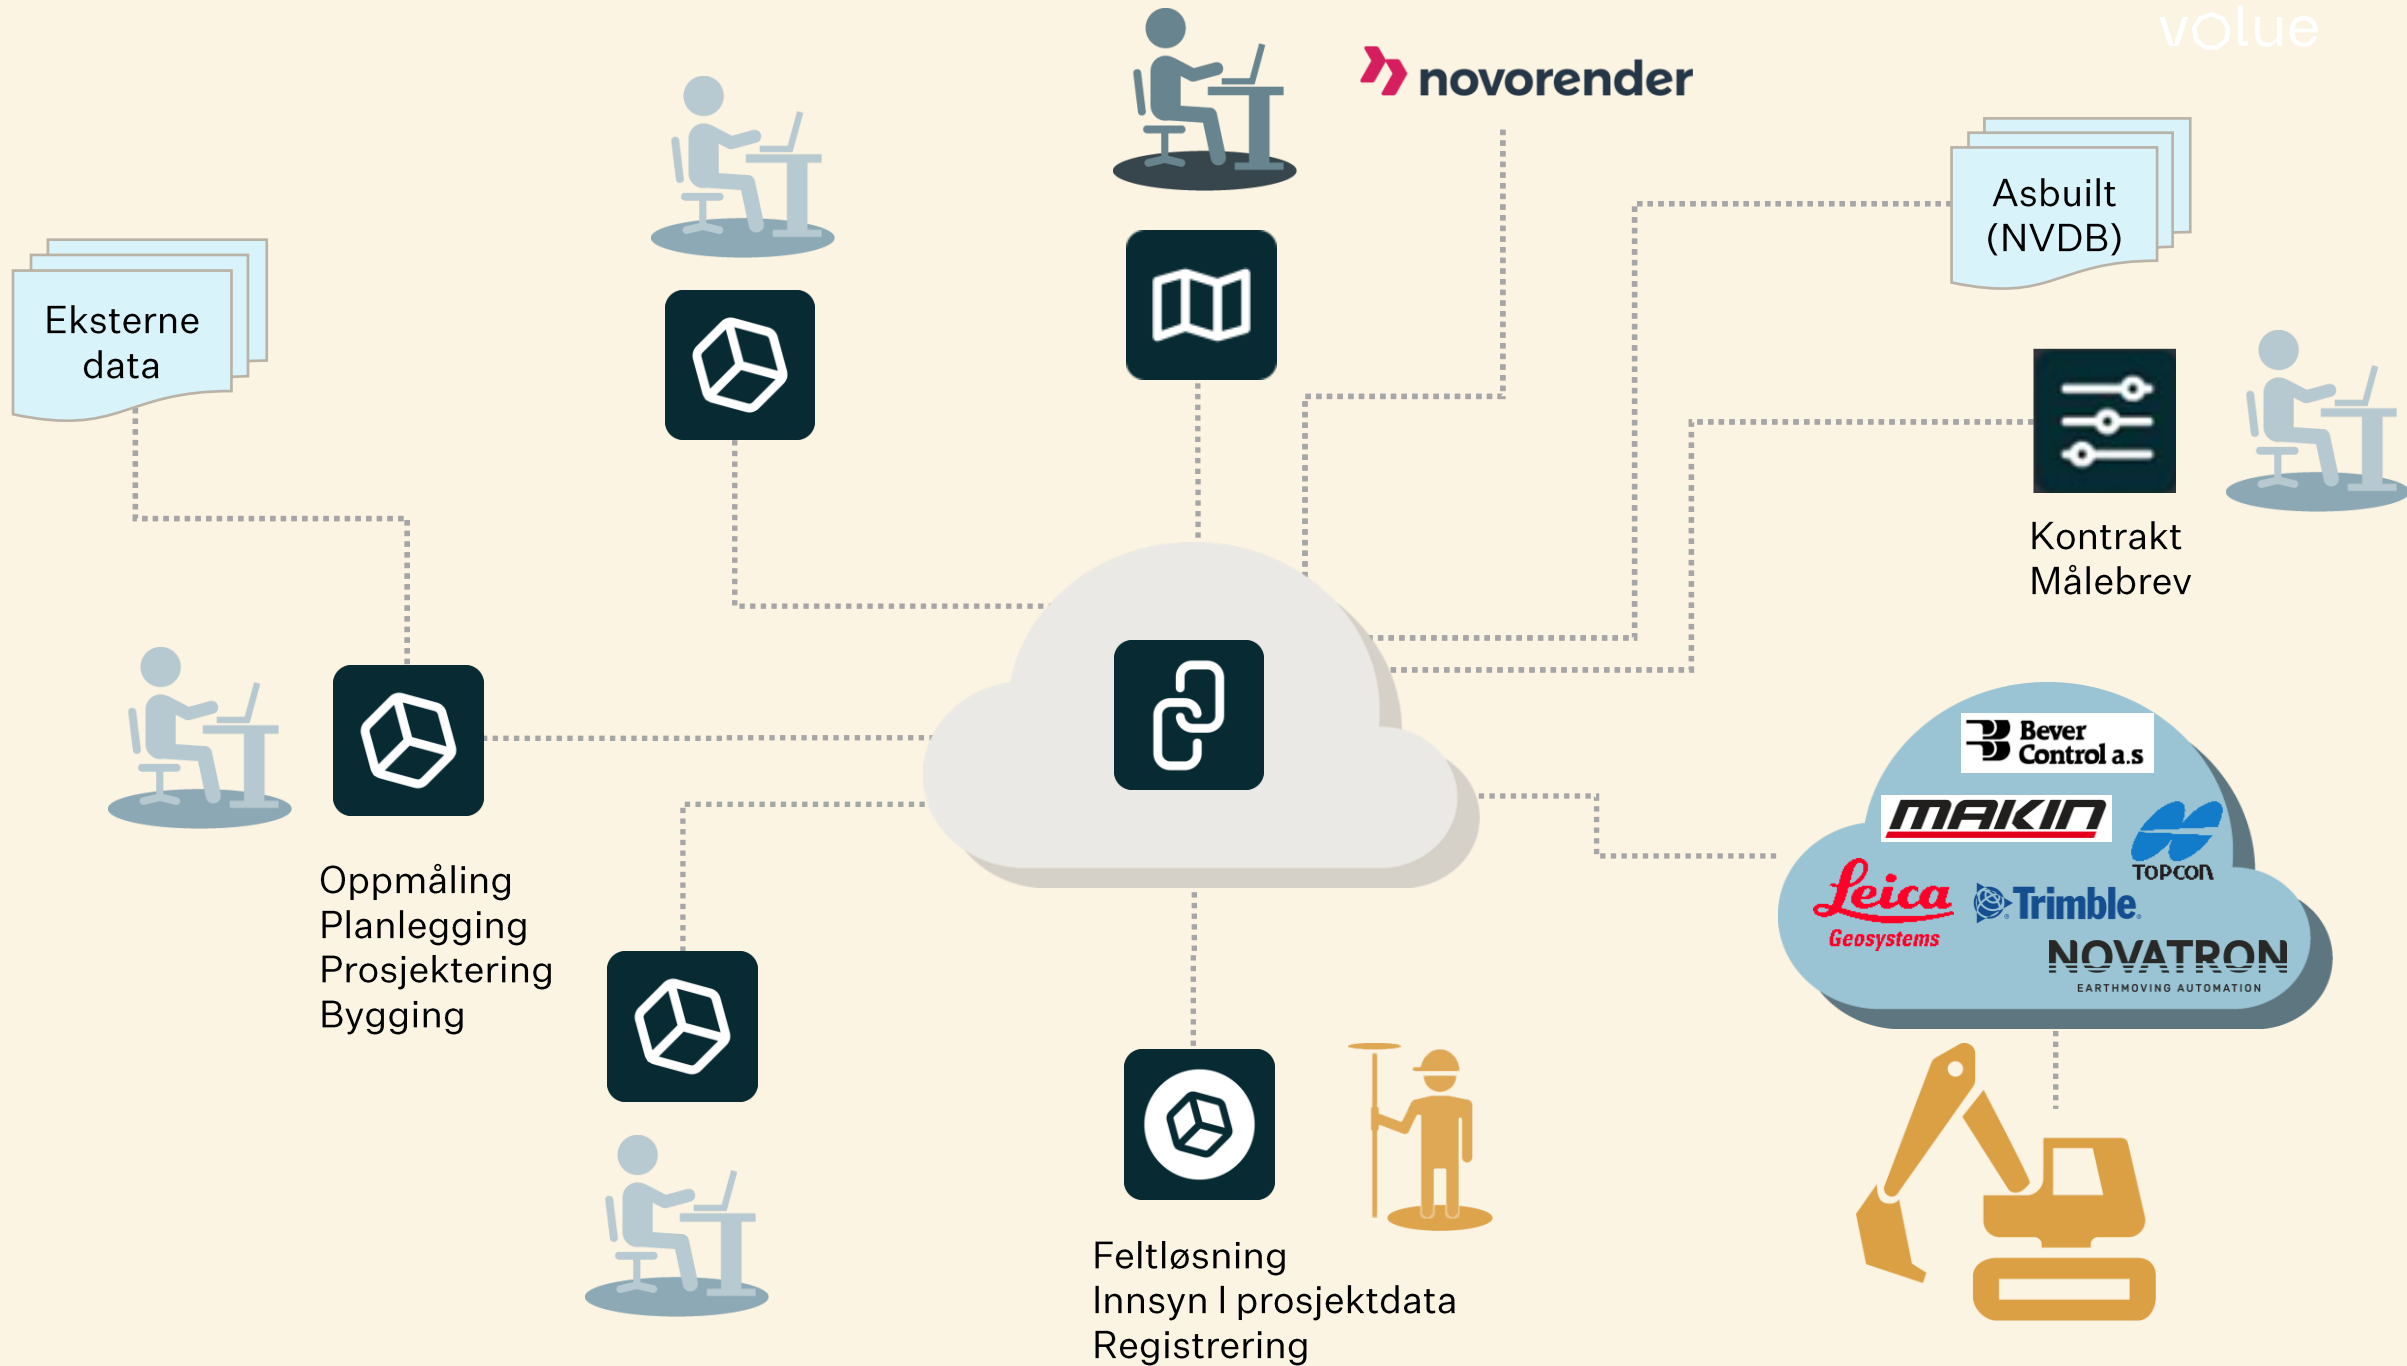 volue
novorender
Asbuilt
(NVDB)
Eksterne
data
Kontrakt
Målebrev
Bever
Control a.s
MAKIN
TOPCON
Leica
Geosystems
Trimble
NOVATRON
EARTHMOVING AUTOMATION
Oppmåling
Planlegging
Prosjektering
Bygging
Feltløsning
Innsyn I prosjektdata
Registrering